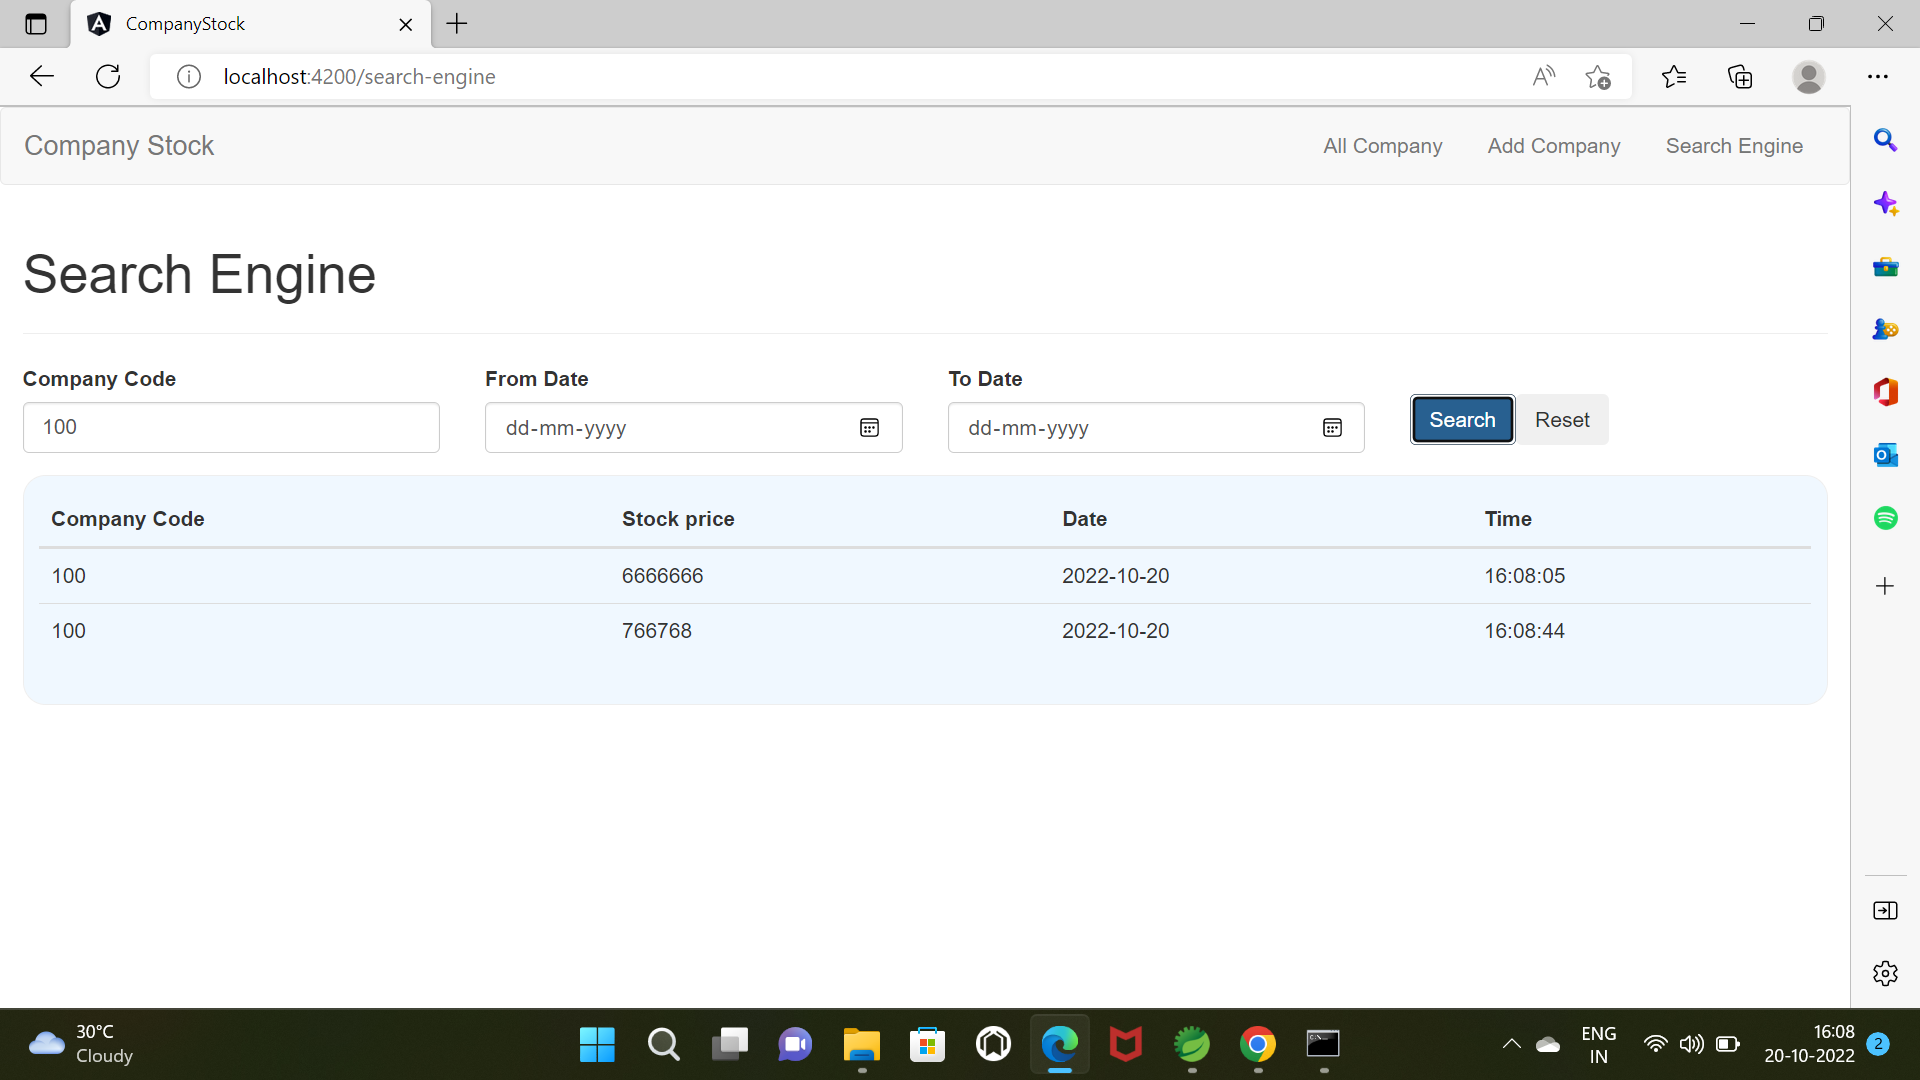 CompanyStock
localhost:4200/search-engine
Company Stock All Company Add Company Search Engine
Search Engine
Company Code From Date To Date
100 dd-mm-yyyy dd-mm-yyyy Search Reset
Company Code Stock price Date Time
100 6666666 2022-10-20 16:08:05
100 766768 2022-10-20 16:08:44
30°C
Cloudy
ENG
IN
16:08
20-10-2022
2